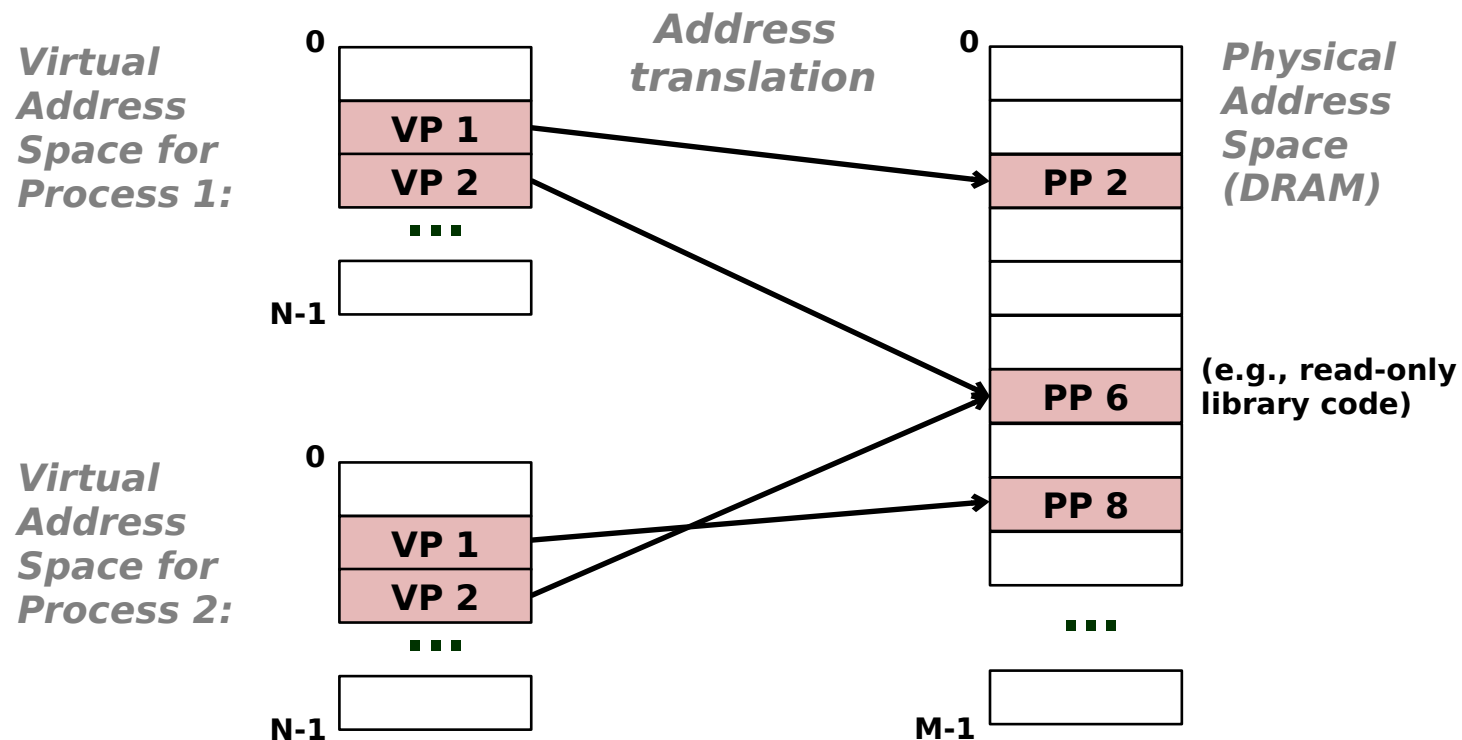 Virtual
Address
Space for
Process 1:
0
VP 1
VP 2
...
N-1
Address
translation
0
PP 2
PP 6
PP 8
...
M-1
Physical
Address
Space
(DRAM)
(e.g., read-only
library code)
Virtual
Address
Space for
Process 2:
0
VP 1
VP 2
...
N-1